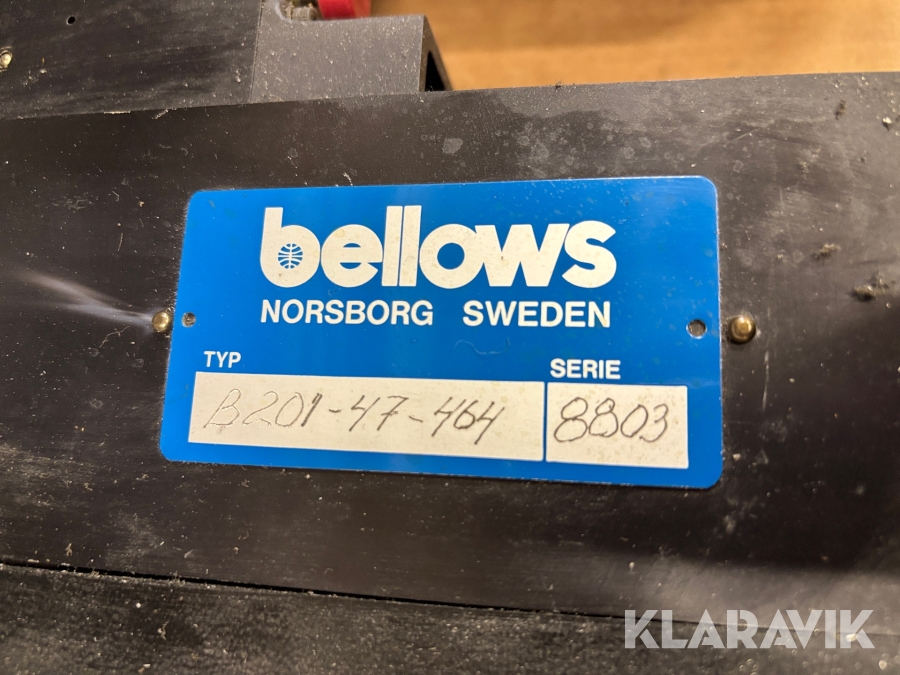 bellows
NORSBORG SWEDEN
TYP SERIE
B201-47-464 8803
KLARAVIK